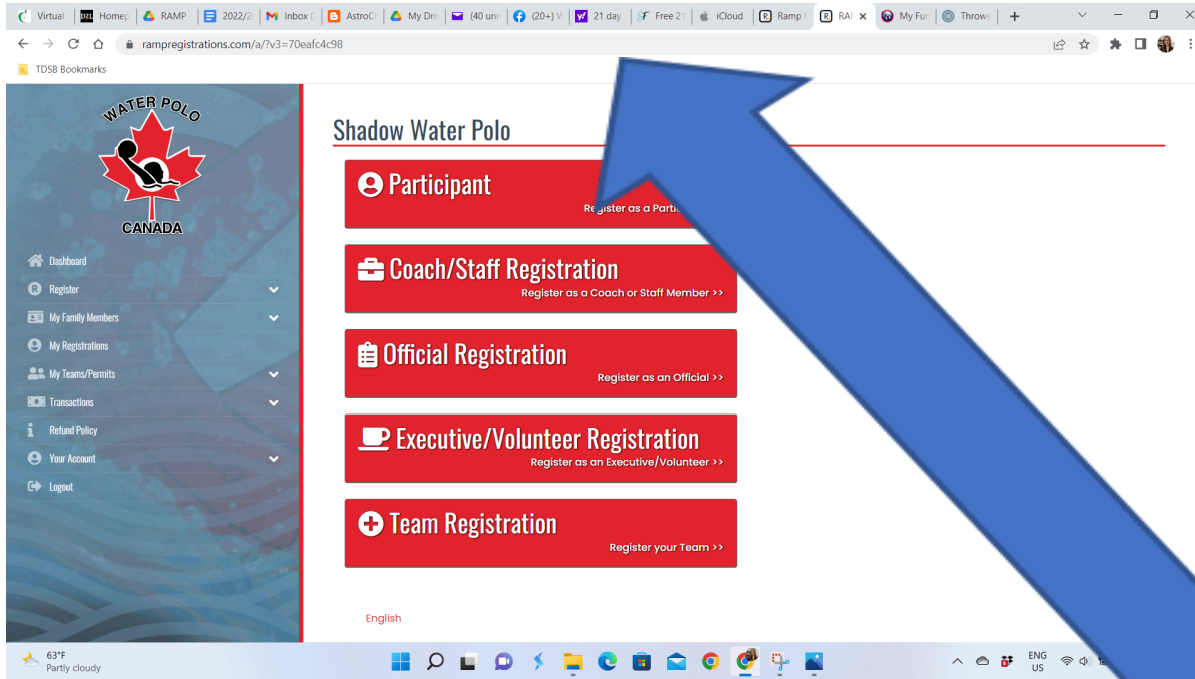 Virtual
D2L Homep
RAMP -
2022/2
M Inbox (
AstroCl
My Driv
(40 unr
(20+) V
y! 21 day
Free 21
iCloud
R Ramp I
R RA
My Fur
Throws
rampregistrations.com/a/?v3=70eafc4c98
TDSB Bookmarks
WATER POLO
CANADA
Dashboard
Register
My Family Members
My Registrations
My Teams/Permits
Transactions
Refund Policy
Your Account
Logout
Shadow Water Polo
Participant
Register as a Parti
Coach/Staff Registration
Register as a Coach or Staff Member >>
Official Registration
Register as an Official >>
Executive/Volunteer Registration
Register as an Executive/Volunteer >>
Team Registration
Register your Team >>
English
63°F
Partly cloudy
ENG
US